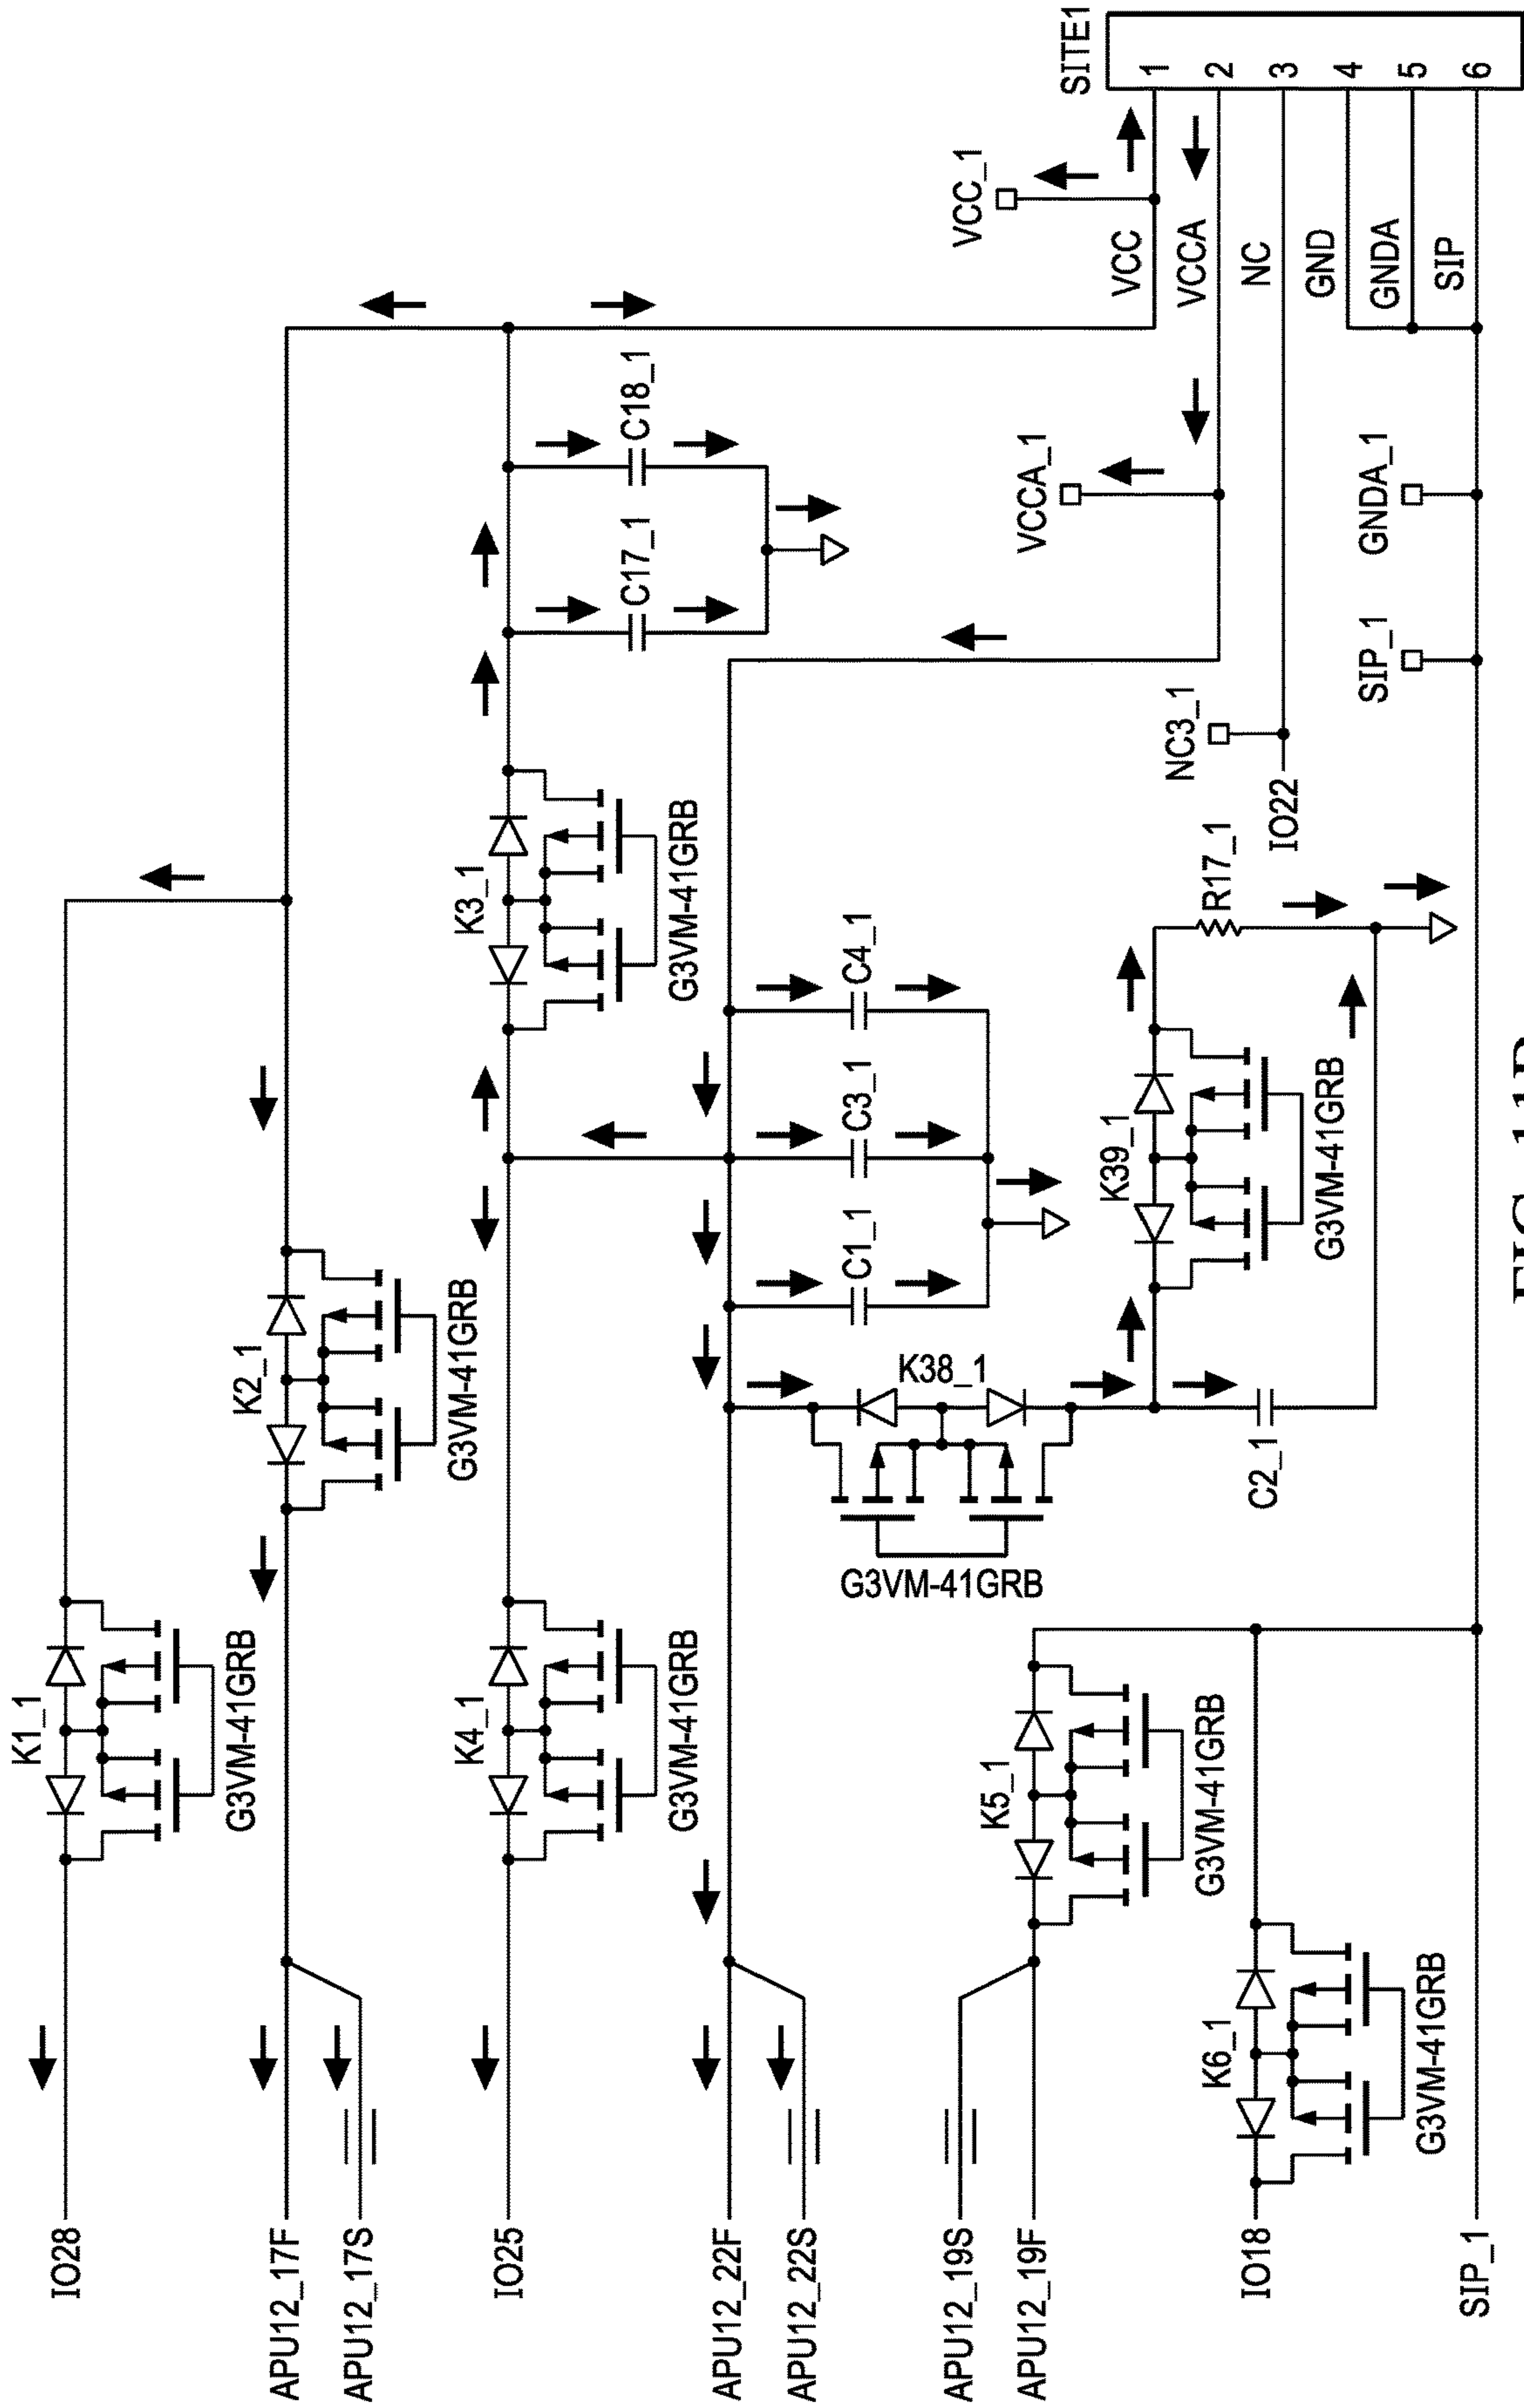 IO28
K1_1
G3VM-41GRB
APU12_17F
APU12_17S
K2_1
G3VM-41GRB
IO25
K4_1
G3VM-41GRB
K3_1
G3VM-41GRB
C17_1
C18_1
APU12_22F
APU12_22S
C1_1
C3_1
C4_1
K38_1
G3VM-41GRB
C2_1
K39_1
G3VM-41GRB
R17_1
APU12_19S
APU12_19F
K5_1
G3VM-41GRB
IO18
K6_1
G3VM-41GRB
SIP_1
VCC_1
VCCA_1
NC3_1
IO22
SIP_1
GNDA_1
VCC
VCCA
NC
GND
GNDA
SIP
SITE1
1
2
3
4
5
6